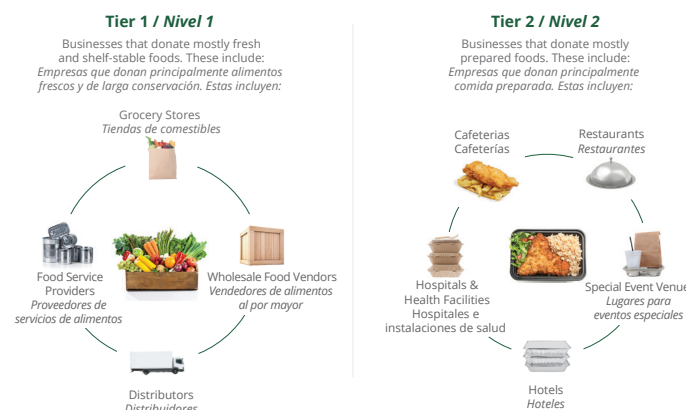 Tier 1 / Nivel 1
Businesses that donate mostly fresh
and shelf-stable foods. These include:
Empresas que donan principalmente alimentos
frescos y de larga conservación. Estas incluyen:
Grocery Stores
Tiendas de comestibles
Food Service
Providers
Proveedores de
servicios de alimentos
Wholesale Food Vendors
Vendedores de alimentos
al por mayor
Distributors
Distribuidores
Tier 2 / Nivel 2
Businesses that donate mostly
prepared foods. These include:
Empresas que donan principalmente
comida preparada. Estas incluyen:
Cafeterias
Cafeterías
Restaurants
Restaurantes
Hospitals &
Health Facilities
Hospitales e
instalaciones de salud
Special Event Venue
Lugares para
eventos especiales
Hotels
Hoteles